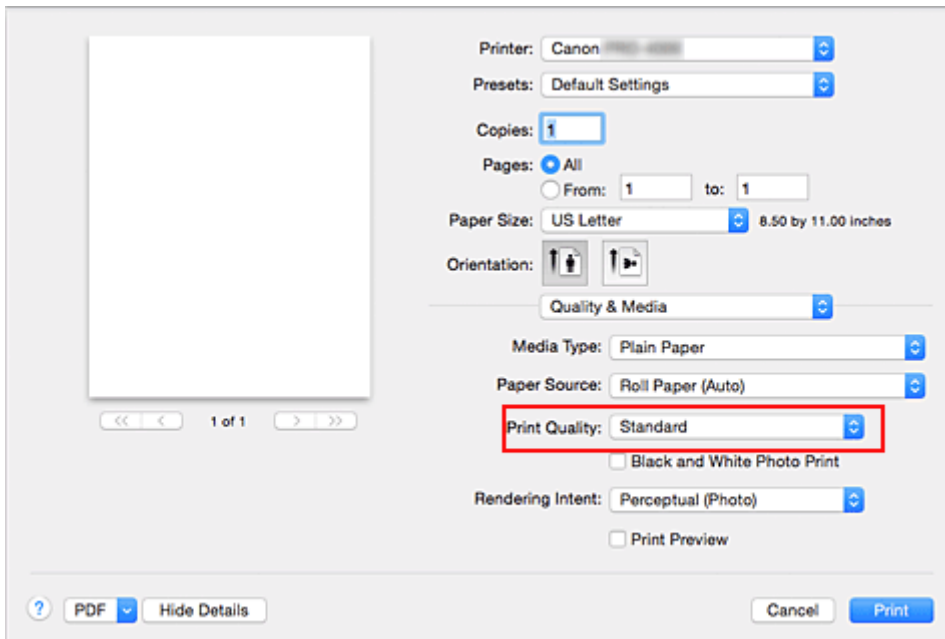 Printer: Canon
Presets: Default Settings
Copies: 1
Pages: All
From: 1 to: 1
Paper Size: US Letter 8.50 by 11.00 inches
Orientation:
Quality & Media
Media Type: Plain Paper
Paper Source: Roll Paper (Auto)
<< < 1 of 1 > >>
Print Quality: Standard
Black and White Photo Print
Rendering Intent: Perceptual (Photo)
Print Preview
? PDF Hide Details Cancel Print